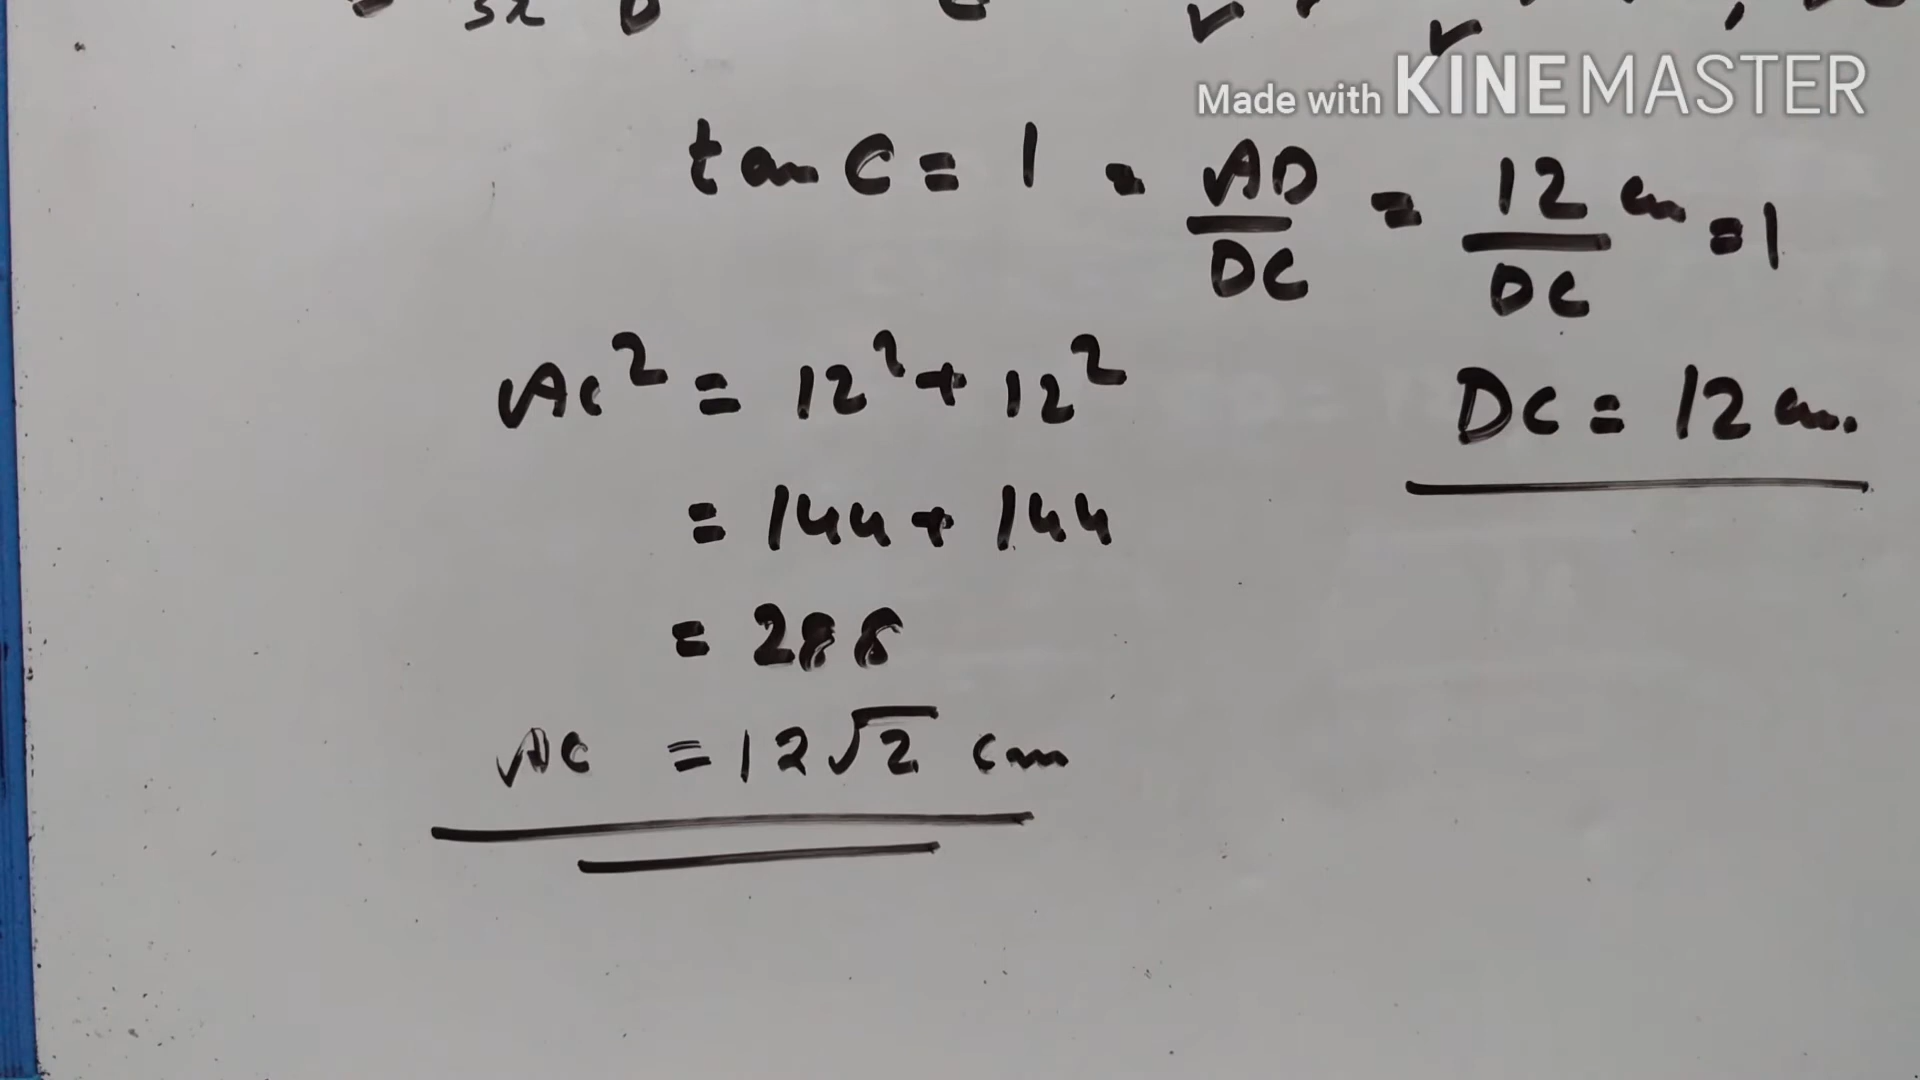 Made with KINEMASTER
tan C = 1 = AD/DC = 12 cm/DC = 1
AC² = 12² + 12²
DC = 12 cm.
= 144 + 144
= 288
AC = 12√2 cm